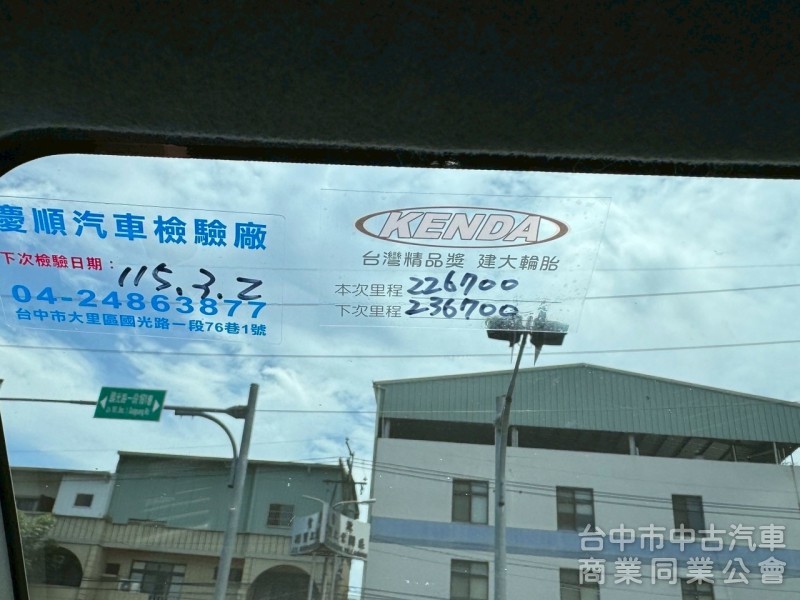 慶順汽車檢驗廠
下次檢驗日期：115.3.2
04-24863877
台中市大里區國光路一段76巷1號
KENDA
台灣精品獎 建大輪胎
本次里程 226700
下次里程 236700
台中市中古汽車
商業同業公會